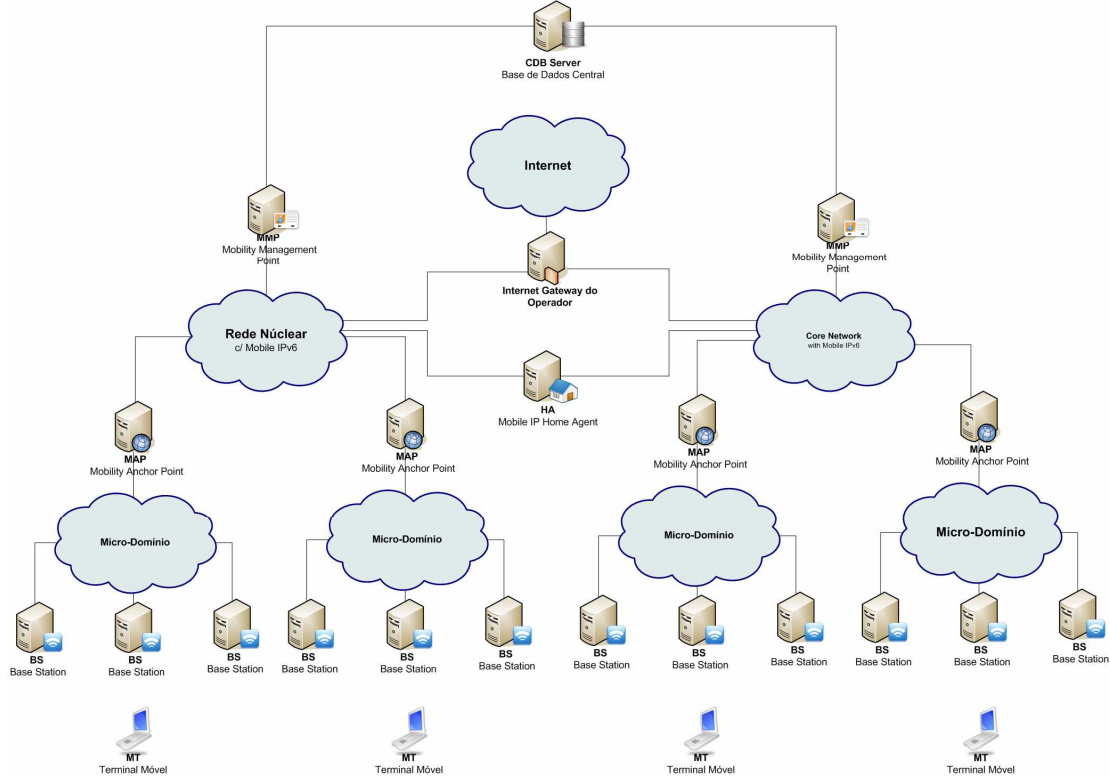 CDB Server
Base de Dados Central
Internet
MMP
Mobility Management
Point
MMP
Mobility Management
Point
Internet Gateway do
Operador
Rede Núclear
c/ Mobile IPv6
Core Network
with Mobile IPv6
HA
Mobile IP Home Agent
MAP
Mobility Anchor Point
MAP
Mobility Anchor Point
MAP
Mobility Anchor Point
MAP
Mobility Anchor Point
Micro-Domínio
Micro-Domínio
Micro-Domínio
Micro-Domínio
BS
Base Station
BS
Base Station
BS
Base Station
BS
Base Station
BS
Base Station
BS
Base Station
BS
Base Station
BS
Base Station
BS
Base Station
BS
Base Station
BS
Base Station
BS
Base Station
MT
Terminal Móvel
MT
Terminal Móvel
MT
Terminal Móvel
MT
Terminal Móvel